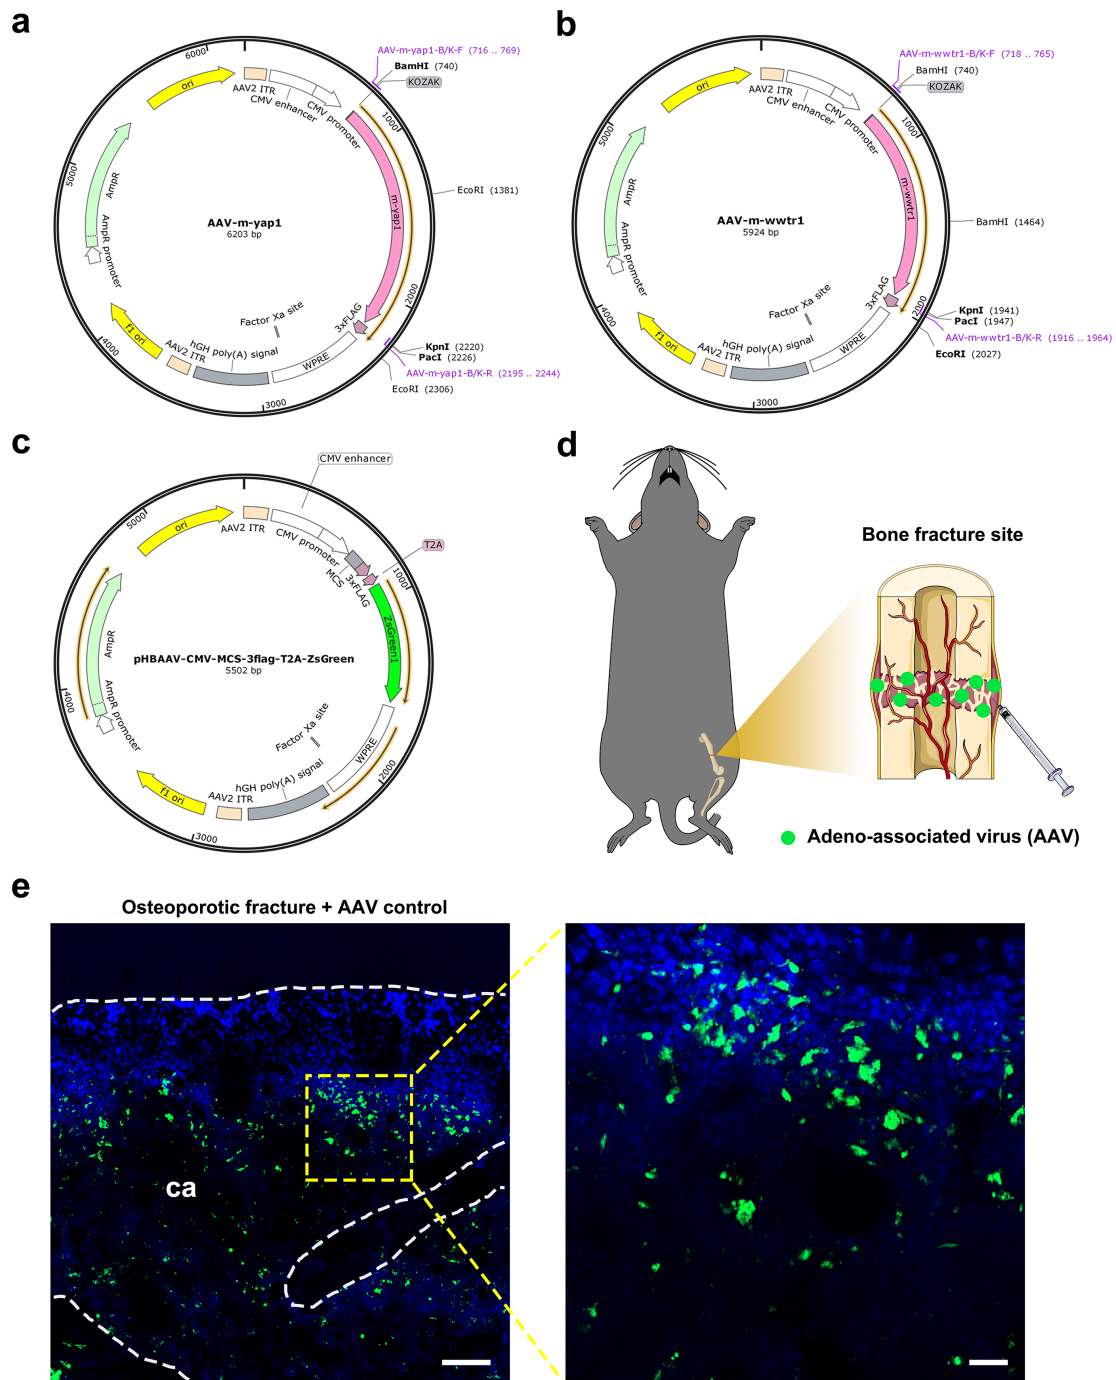 a
6000
AAV-m-yap1-B/K-F (716 .. 769)
BamHI (740)
KOZAK
ori
AAV2 ITR
CMV enhancer
CMV promoter
1000
5000
AmpR
EcoRI (1381)
m-yap1
AAV-m-yap1
6203 bp
AmpR promoter
2000
Factor Xa site
3xFLAG
f1 ori
4000
hGH poly(A) signal
AAV2 ITR
WPRE
KpnI (2220)
PacI (2226)
AAV-m-yap1-B/K-R (2195 .. 2244)
EcoRI (2306)
3000
b
AAV-m-wwtr1-B/K-F (718 .. 765)
BamHI (740)
KOZAK
ori
AAV2 ITR
CMV enhancer
CMV promoter
1000
5000
AmpR
m-wwtr1
AAV-m-wwtr1
5924 bp
BamHI (1464)
AmpR promoter
Factor Xa site
3xFLAG
2000
4000
f1 ori
hGH poly(A) signal
AAV2 ITR
WPRE
KpnI (1941)
PacI (1947)
AAV-m-wwtr1-B/K-R (1916 .. 1964)
EcoRI (2027)
3000
c
CMV enhancer
5000
ori
AAV2 ITR
CMV promoter
MCS
3xFLAG
T2A
1000
AmpR
ZsGreen1
pHBAAV-CMV-MCS-3flag-T2A-ZsGreen
5502 bp
4000
AmpR promoter
Factor Xa site
WPRE
2000
f1 ori
hGH poly(A) signal
AAV2 ITR
3000
d
Bone fracture site
Adeno-associated virus (AAV)
e
Osteoporotic fracture + AAV control
ca